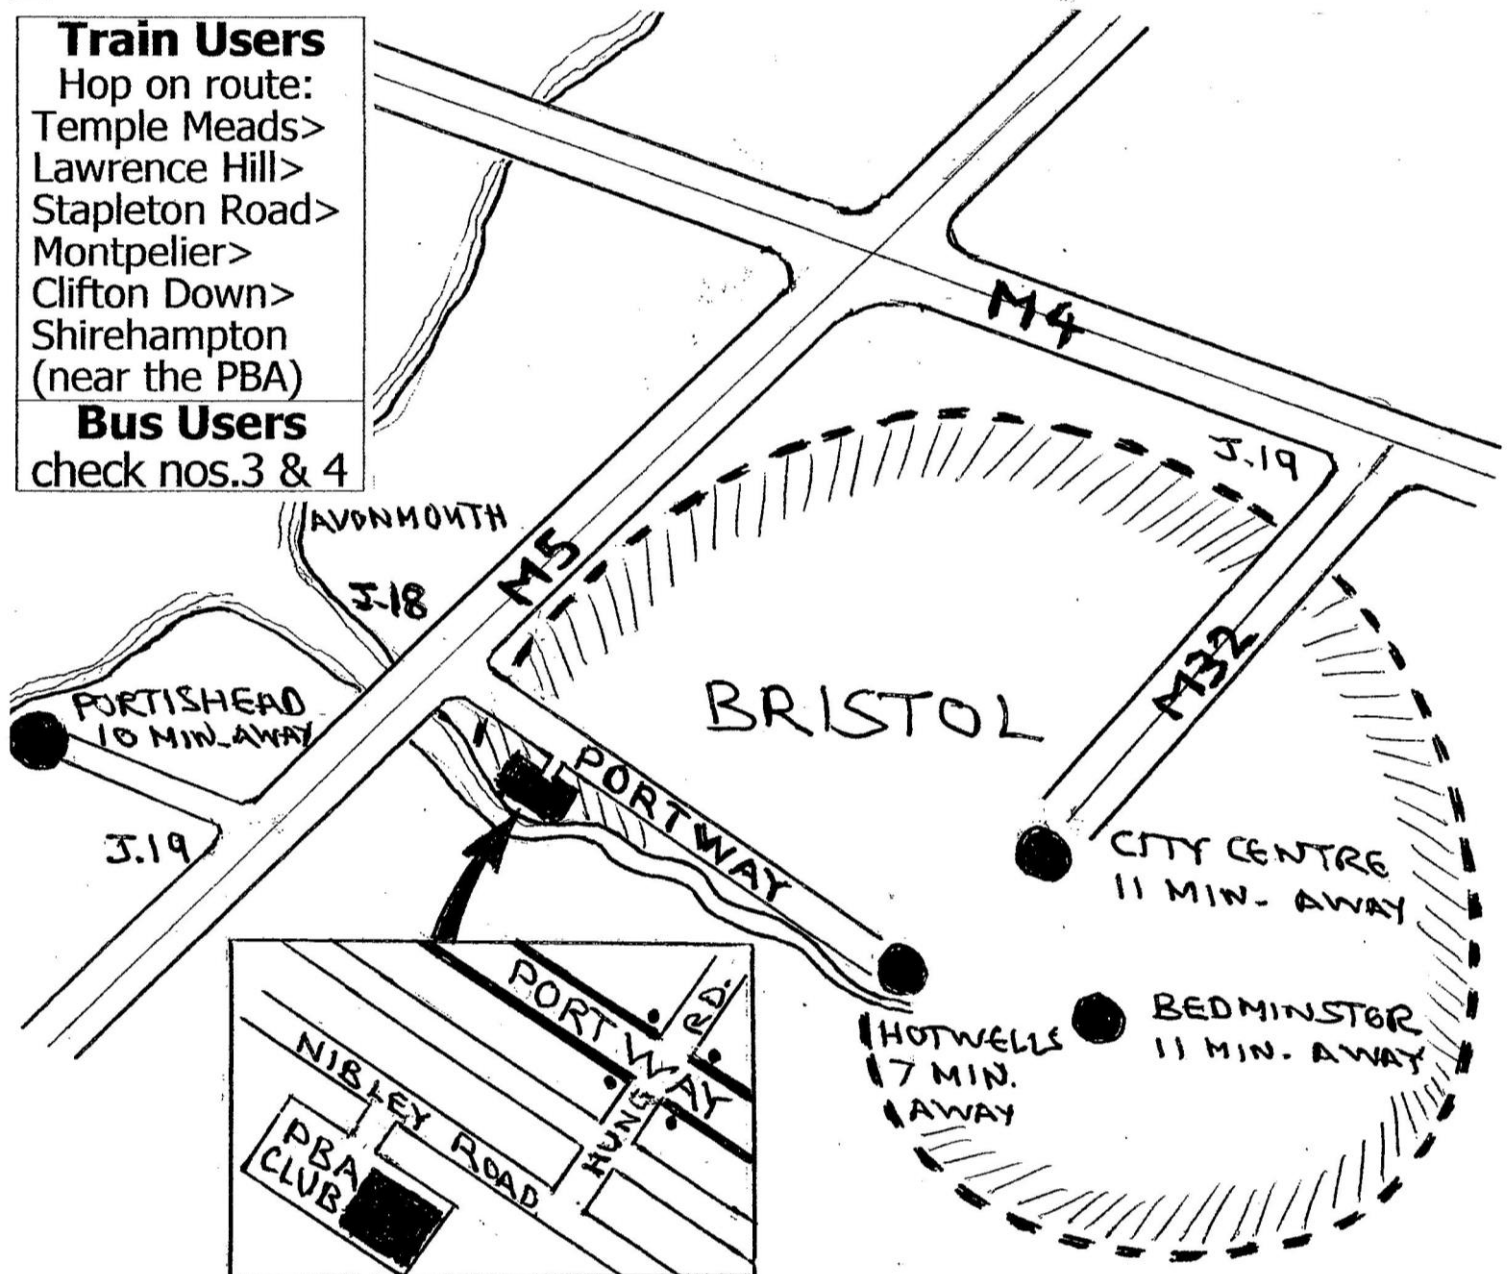 Train Users
Hop on route:
Temple Meads>
Lawrence Hill>
Stapleton Road>
Montpelier>
Clifton Down>
Shirehampton
(near the PBA)
Bus Users
check nos.3 & 4
M4
J.19
AVONMOUTH
J-18
M5
M32
PORTISHEAD
10 MIN-AWAY
J.19
BRISTOL
PORTWAY
CITY CENTRE
11 MIN- AWAY
BEDMINSTER
11 MIN. AWAY
HOTWELLS
7 MIN.
AWAY
PORTWAY
HUNG RD.
NIBLEY ROAD
PBA
CLUB